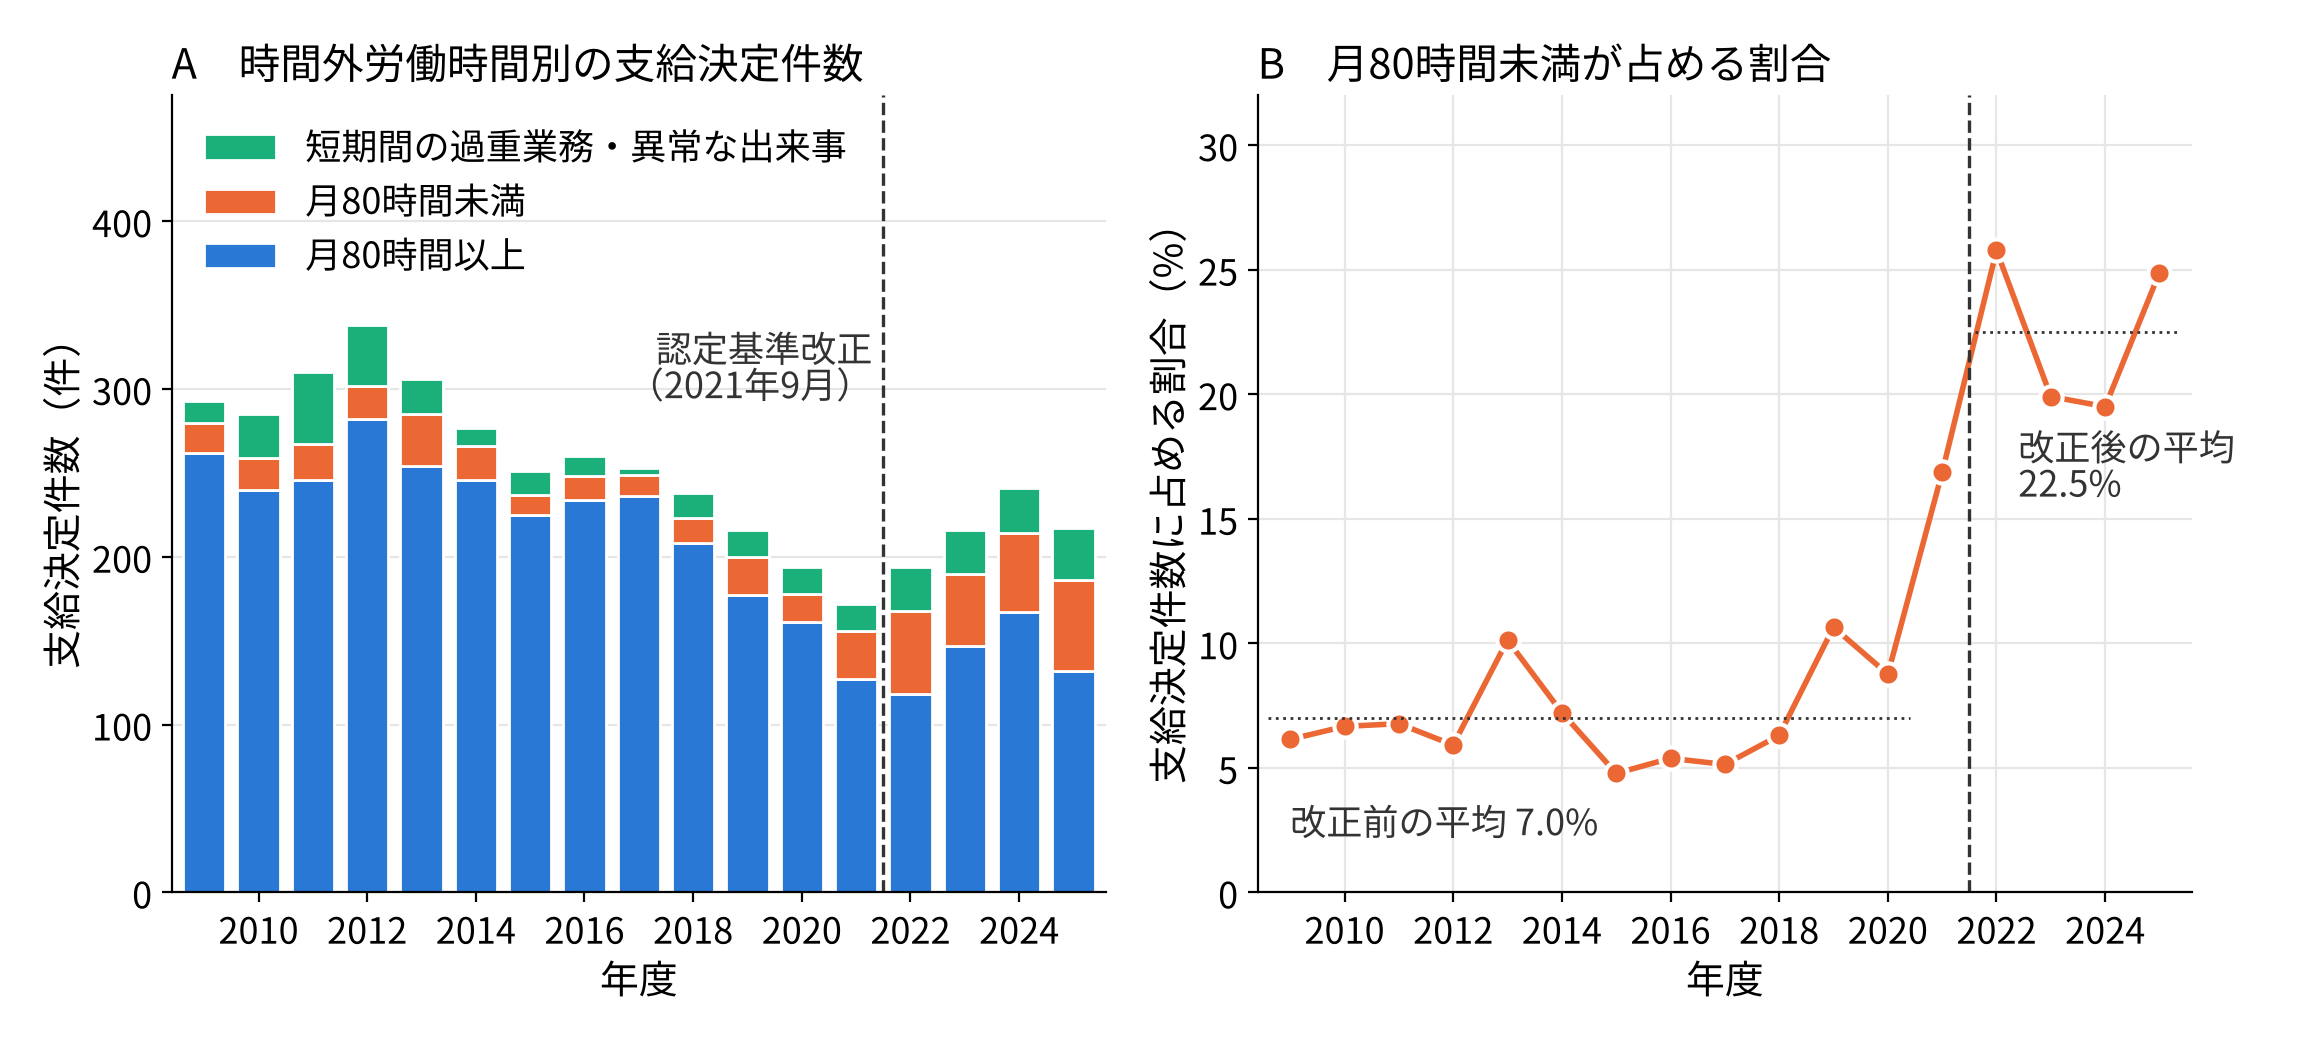 A　時間外労働時間別の支給決定件数
短期間の過重業務・異常な出来事
月80時間未満
月80時間以上
認定基準改正
（2021年9月）
支給決定件数（件）
400
300
200
100
0
2010 2012 2014 2016 2018 2020 2022 2024
年度
B　月80時間未満が占める割合
支給決定件数に占める割合（%）
30
25
20
15
10
5
0
改正後の平均
22.5%
改正前の平均 7.0%
2010 2012 2014 2016 2018 2020 2022 2024
年度